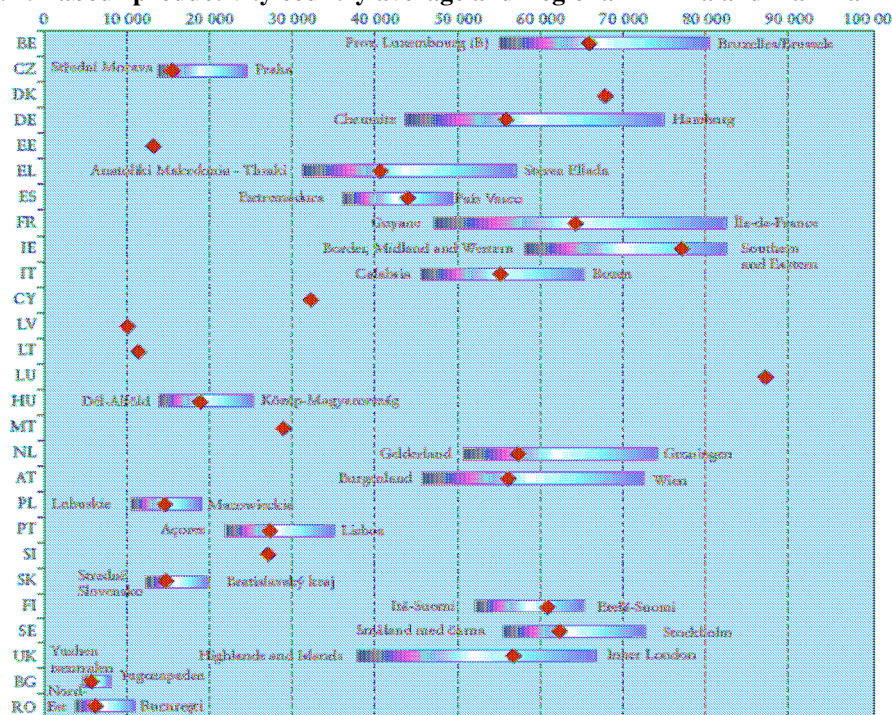 0 10 000 20 000 30 000 40 000 50 000 60 000 70 000 80 000 90 000 100 00
BE Prov. Luxembourg (B) Bruxelles/Brussels
CZ Střední Morava Praha
DK
DE Chemnitz Hamburg
EE
EL Anatoliki Makedonia - Thraki Sterea Ellada
ES Extremadura País Vasco
FR Guyane Île-de-France
IE Border, Midland and Western Southern
and Eastern
IT Calabria
CY
LV
LT
LU
HU Dél-Alföld Közép-Magyarország
MT
NL Gelderland Groningen
AT Burgenland Wien
PL Lubuskie Mazowieckie
PT Açores Lisboa
SI
SK Stredné
Slovensko Bratislavský kraj
FI Itä-Suomi Etelä-Suomi
SE Småland med öarna Stockholm
UK Highlands and Islands Inner London
Yuzhen
BG Yugozapaden
Nord-
RO Est Bucureşti